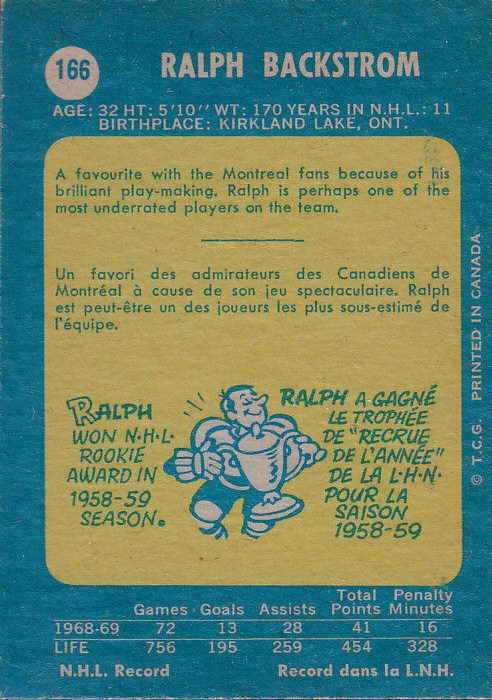 166
RALPH BACKSTROM
AGE: 32 HT: 5'10'' WT: 170 YEARS IN N.H.L.: 11
BIRTHPLACE: KIRKLAND LAKE, ONT.
A favourite with the Montreal fans because of his
brilliant play-making. Ralph is perhaps one of the
most underrated players on the team.
Un favori des admirateurs des Canadiens de
Montréal à cause de son jeu spectaculaire. Ralph
est peut-être un des joueurs les plus sous-estimé de
l'équipe.
RALPH
WON N·H·L·
ROOKIE
AWARD IN
1958-59
SEASON.
RALPH A GAGNÉ
LE TROPHÉE
DE "RECRUE
DE L'ANNÉE"
DE LA L·H·N·
POUR LA
SAISON
1958-59
© T.C.G. PRINTED IN CANADA
Total Penalty
Games Goals Assists Points Minutes
1968-69 72 13 28 41 16
LIFE 756 195 259 454 328
N.H.L. Record Record dans la L.N.H.